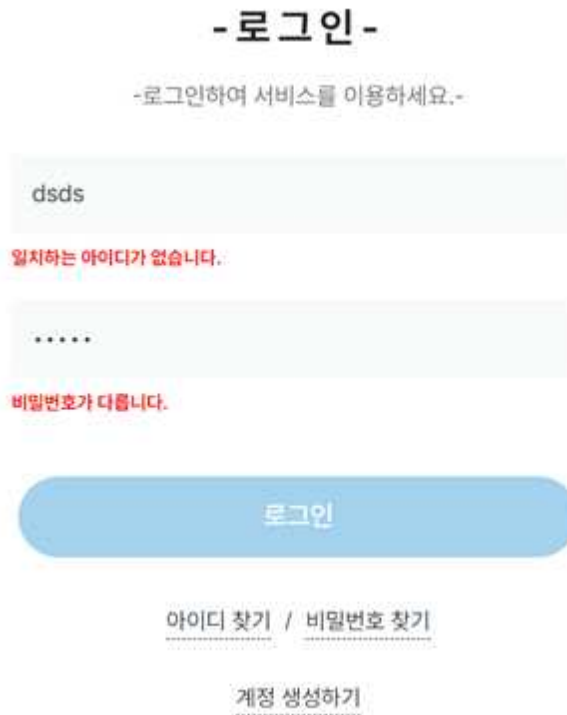 -로그인-
-로그인하여 서비스를 이용하세요.-
dsds
일치하는 아이디가 없습니다.
•••••
비밀번호가 다릅니다.
로그인
아이디 찾기 / 비밀번호 찾기
계정 생성하기